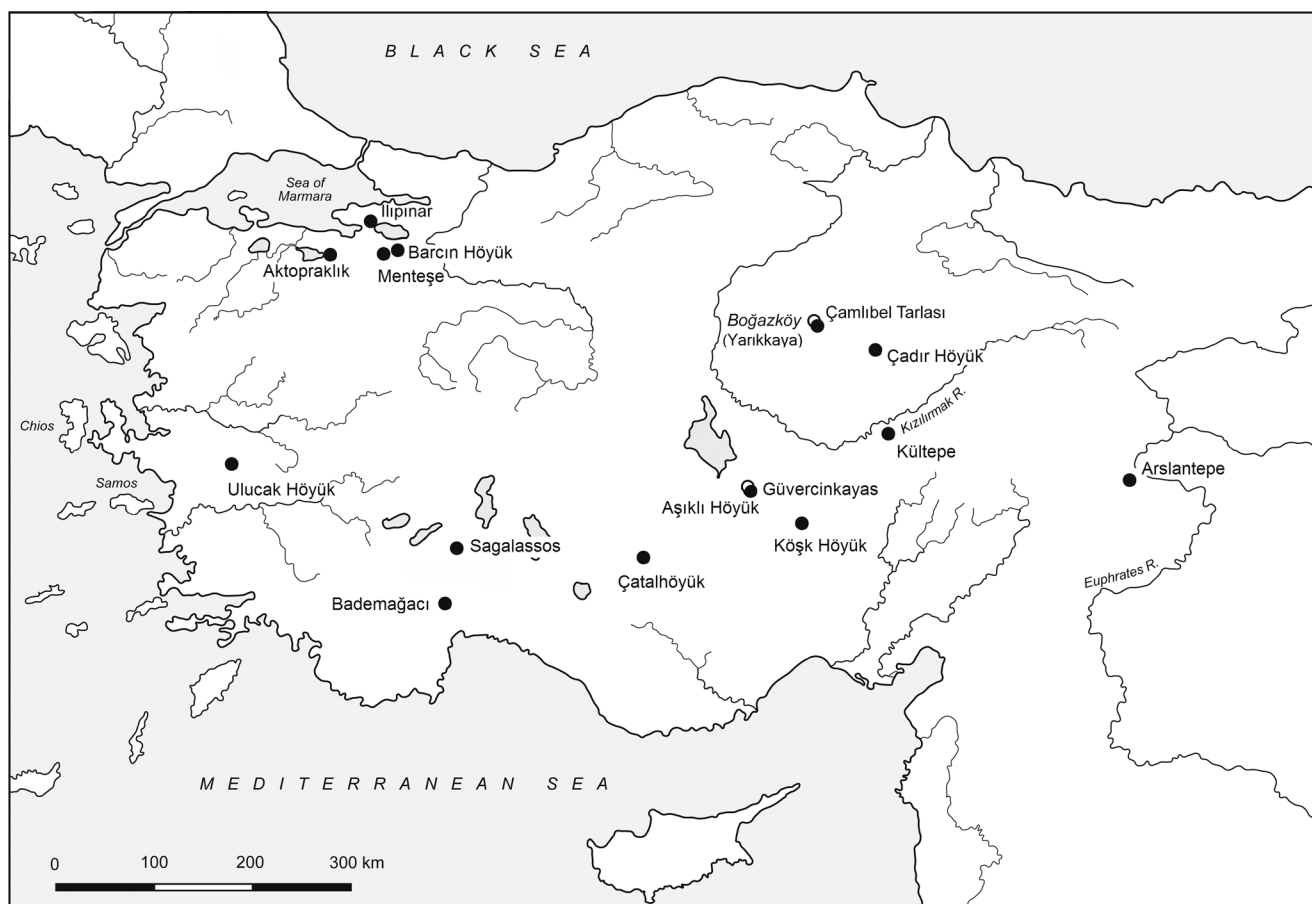 BLACK SEA
Sea of
Marmara
Ilıpınar
Barcın Höyük
Aktopraklık
Menteşe
Boğazköy
(Yarıkkaya)
Çamlıbel Tarlası
Çadır Höyük
Kızılırmak R.
Chios
Kültepe
Samos
Ulucak Höyük
Güvercinkayas
Aşıklı Höyük
Arslantepe
Köşk Höyük
Sagalassos
Çatalhöyük
Euphrates R.
Bademağacı
MEDITERRANEAN SEA
0 100 200 300 km